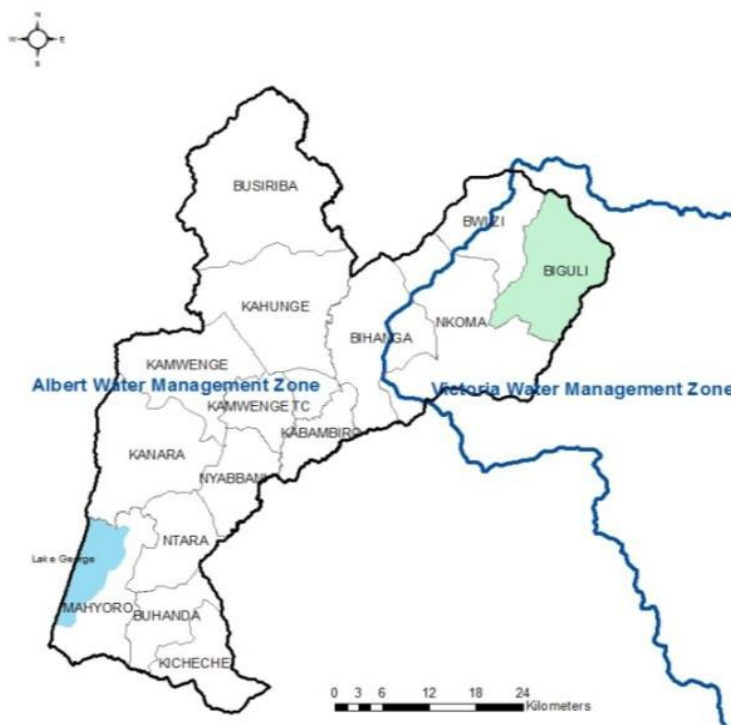 N
W E
S
BUSIRIBA
BWIZI
BIGULI
KAHUNGE
NKOMA
BIHANGA
KAMWENGE
Albert Water Management Zone
Victoria Water Management Zone
KAMWENGE TC
KABAMBIRO
KANARA
NYABBANI
NTARA
Lake George
MAHYORO
BUHANDA
KICHECHE
0 3 6 12 18 24
Kilometers